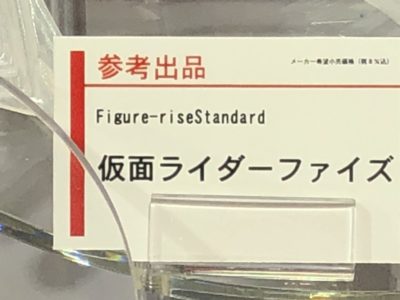 参考出品
メーカー希望小売価格（税８％込）
Figure-riseStandard
仮面ライダーファイズ